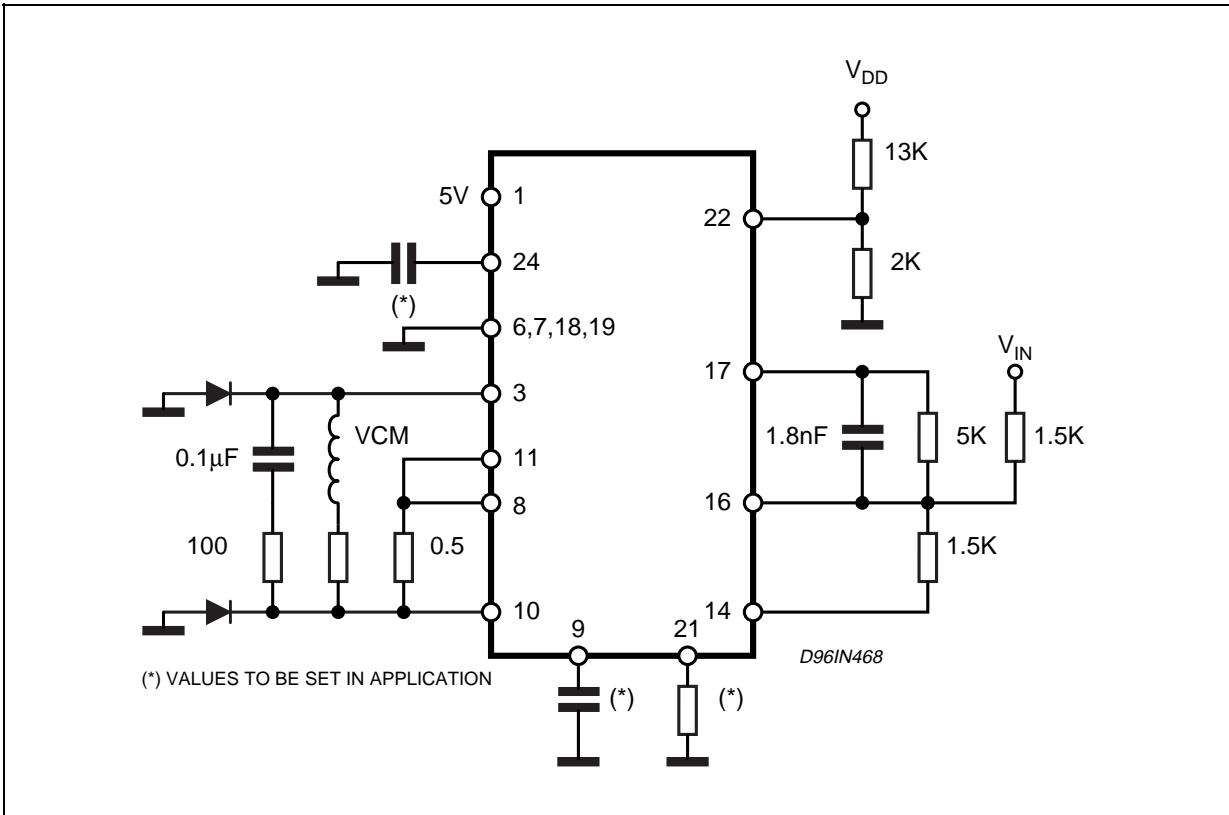 V_DD
13K
5V
1
22
24
2K
(*)
6,7,18,19
V_IN
17
3
VCM
1.8nF
5K
1.5K
0.1μF
11
8
16
100
0.5
1.5K
10
14
9
21
D96IN468
(*) VALUES TO BE SET IN APPLICATION
(*)
(*)